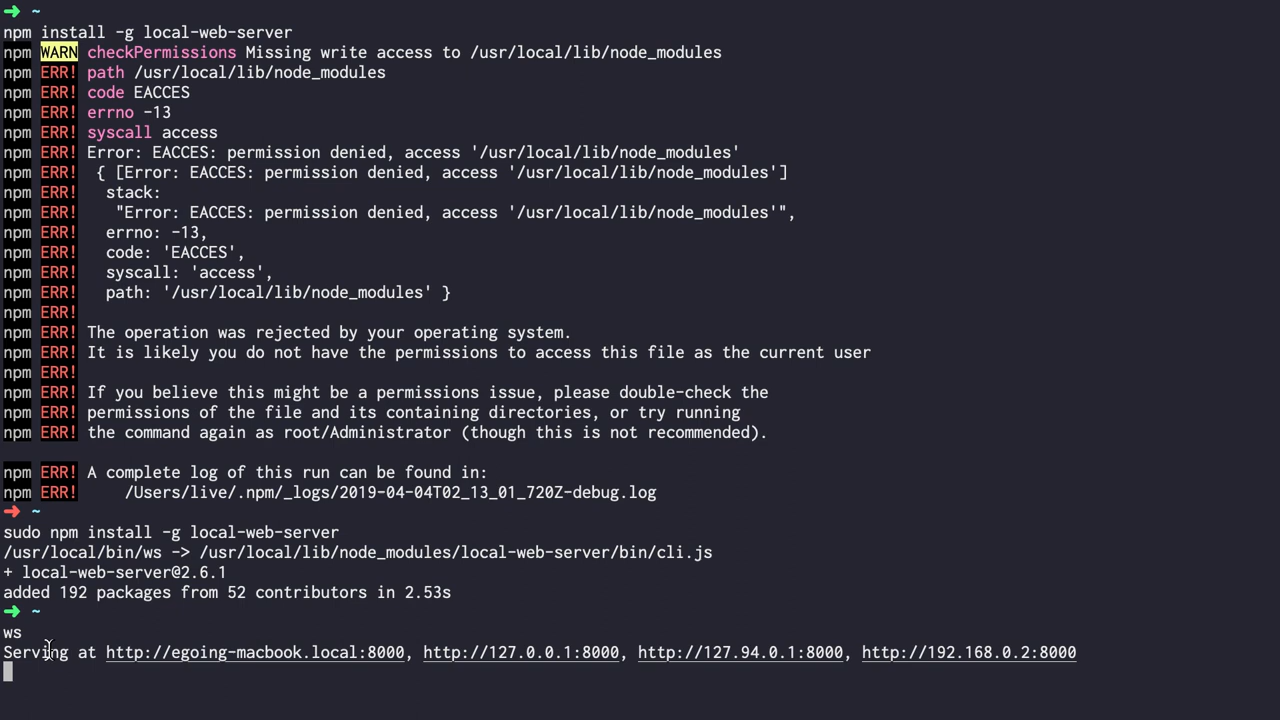 ➜ ~
npm install -g local-web-server
npm WARN checkPermissions Missing write access to /usr/local/lib/node_modules
npm ERR! path /usr/local/lib/node_modules
npm ERR! code EACCES
npm ERR! errno -13
npm ERR! syscall access
npm ERR! Error: EACCES: permission denied, access '/usr/local/lib/node_modules'
npm ERR!  { [Error: EACCES: permission denied, access '/usr/local/lib/node_modules']
npm ERR!   stack:
npm ERR!    "Error: EACCES: permission denied, access '/usr/local/lib/node_modules'",
npm ERR!   errno: -13,
npm ERR!   code: 'EACCES',
npm ERR!   syscall: 'access',
npm ERR!   path: '/usr/local/lib/node_modules' }
npm ERR!
npm ERR! The operation was rejected by your operating system.
npm ERR! It is likely you do not have the permissions to access this file as the current user
npm ERR!
npm ERR! If you believe this might be a permissions issue, please double-check the
npm ERR! permissions of the file and its containing directories, or try running
npm ERR! the command again as root/Administrator (though this is not recommended).

npm ERR! A complete log of this run can be found in:
npm ERR!     /Users/live/.npm/_logs/2019-04-04T02_13_01_720Z-debug.log
➜ ~
sudo npm install -g local-web-server
/usr/local/bin/ws -> /usr/local/lib/node_modules/local-web-server/bin/cli.js
+ local-web-server@2.6.1
added 192 packages from 52 contributors in 2.53s
➜ ~
ws
Serving at http://egoing-macbook.local:8000, http://127.0.0.1:8000, http://127.94.0.1:8000, http://192.168.0.2:8000